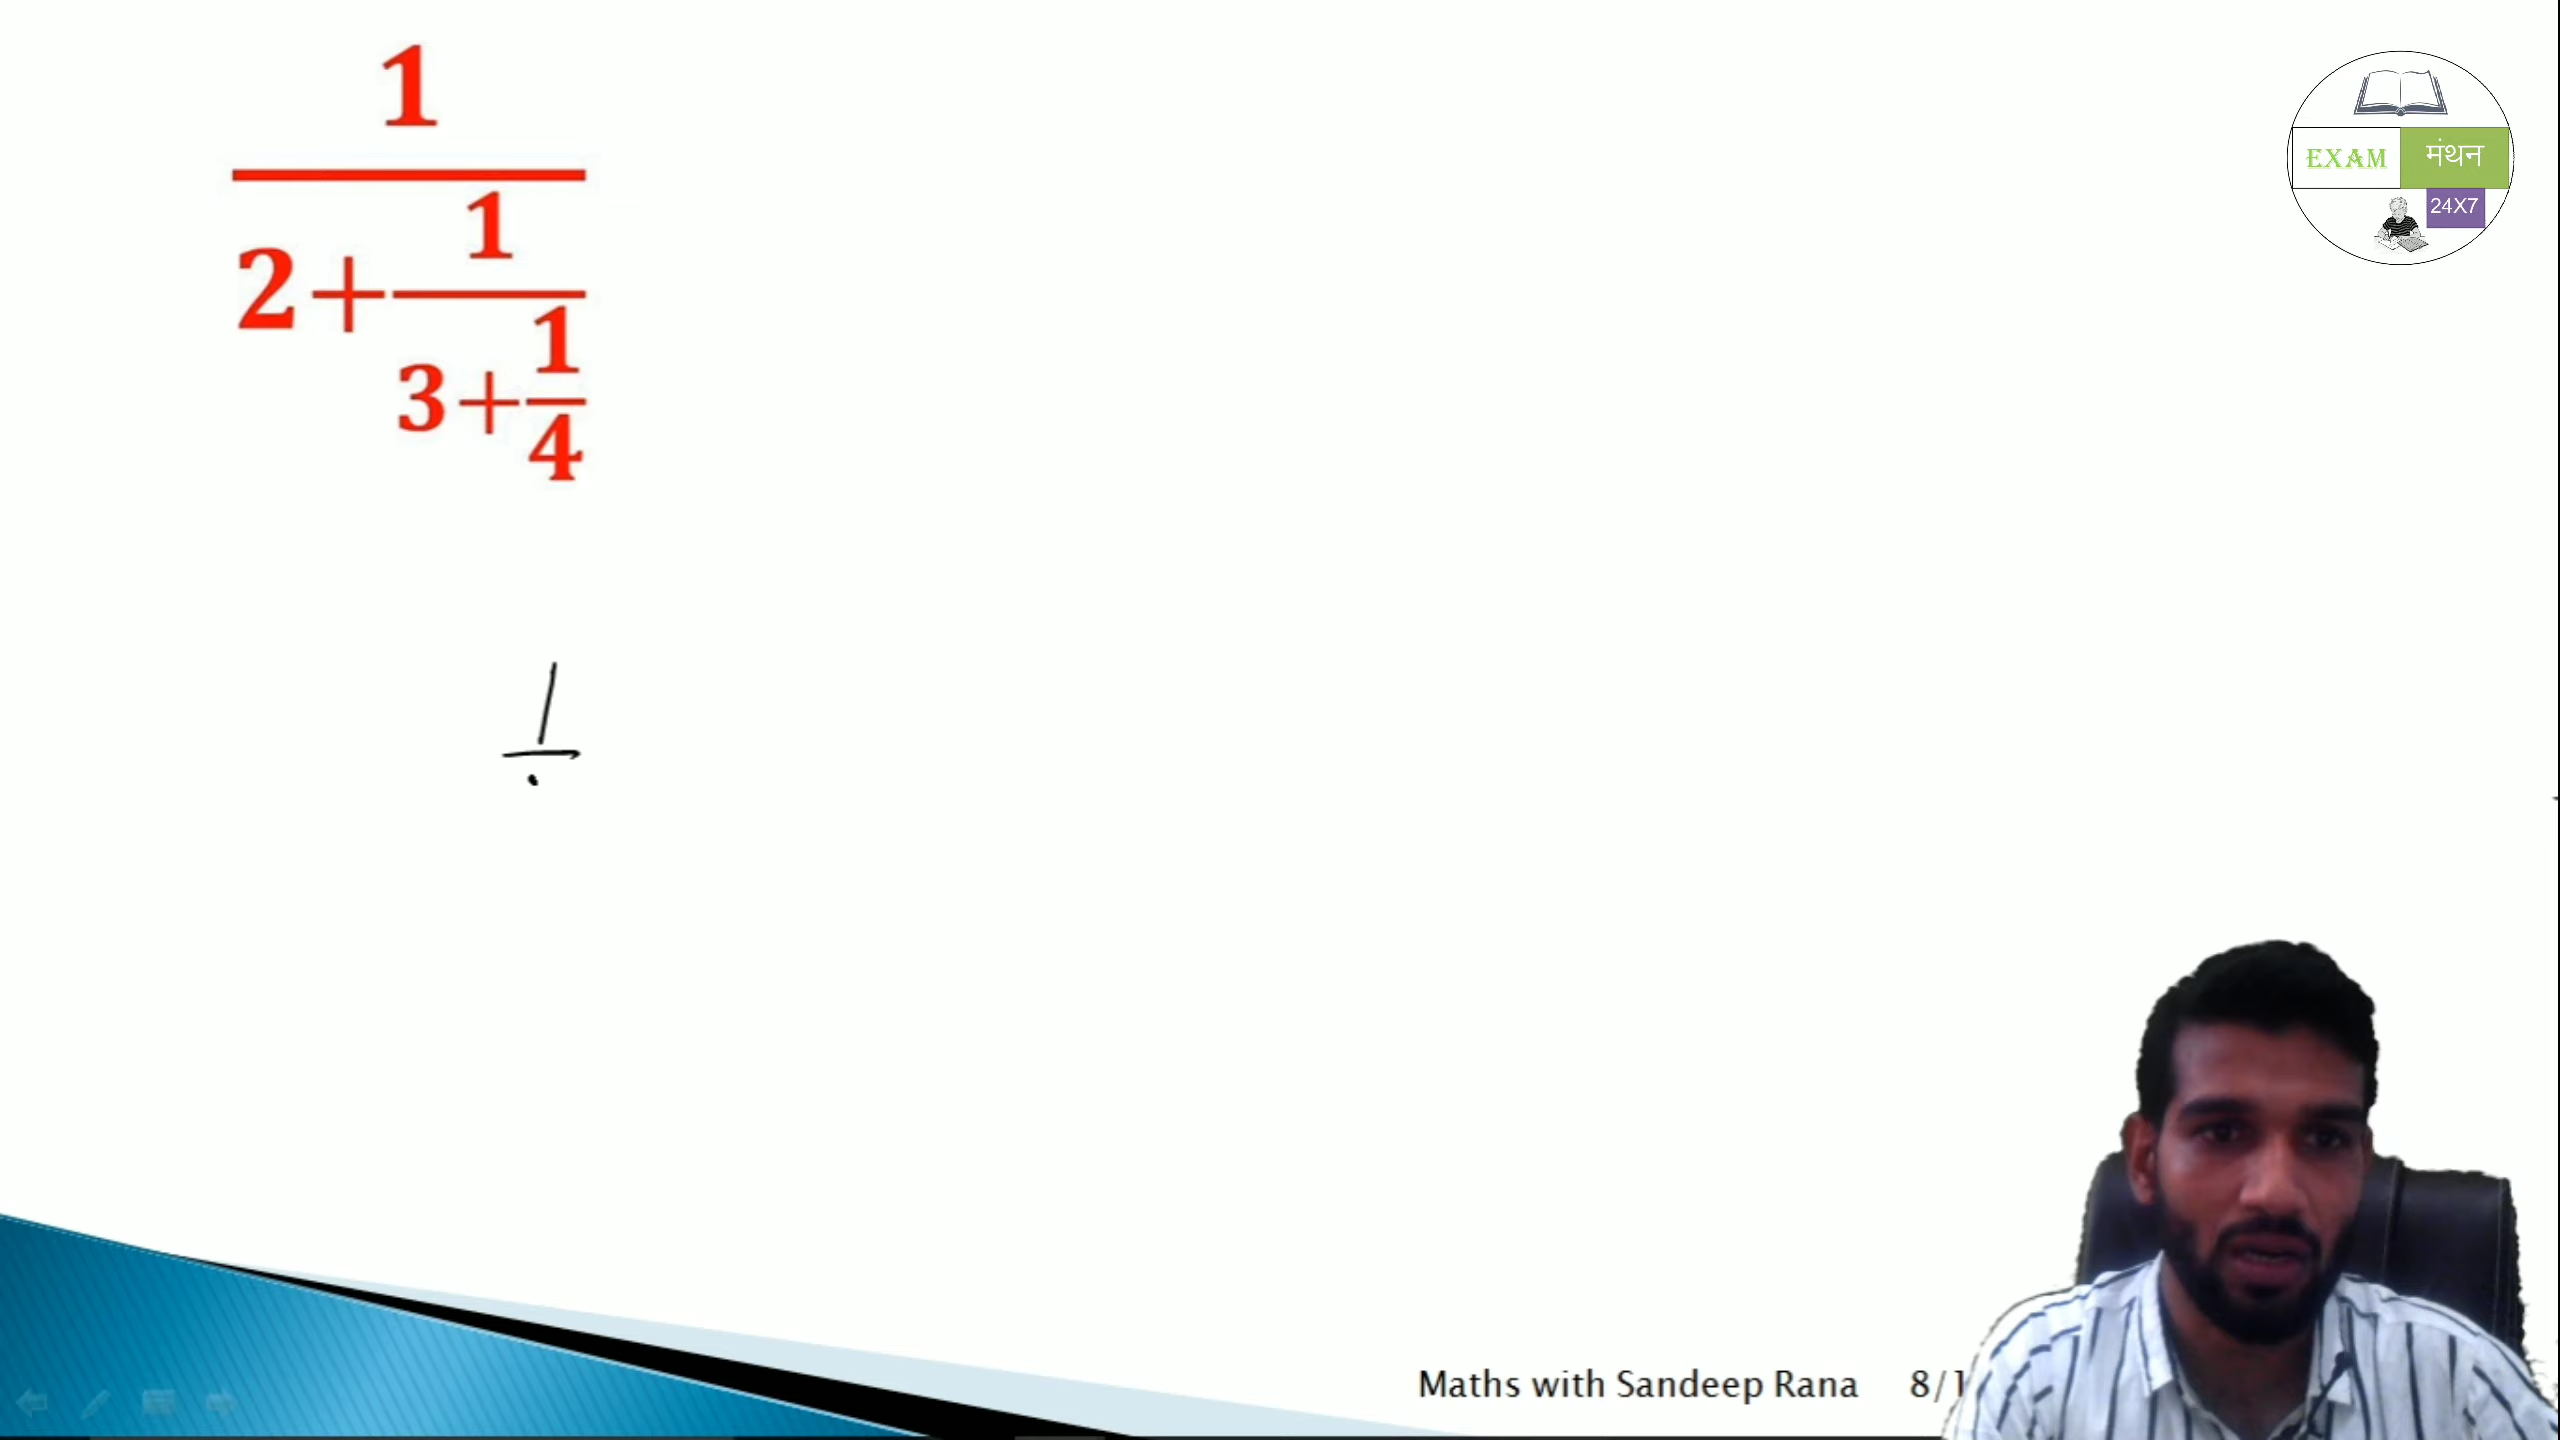 1
2+1
3+1
4
1
EXAM मंथन
24X7
Maths with Sandeep Rana 8/1